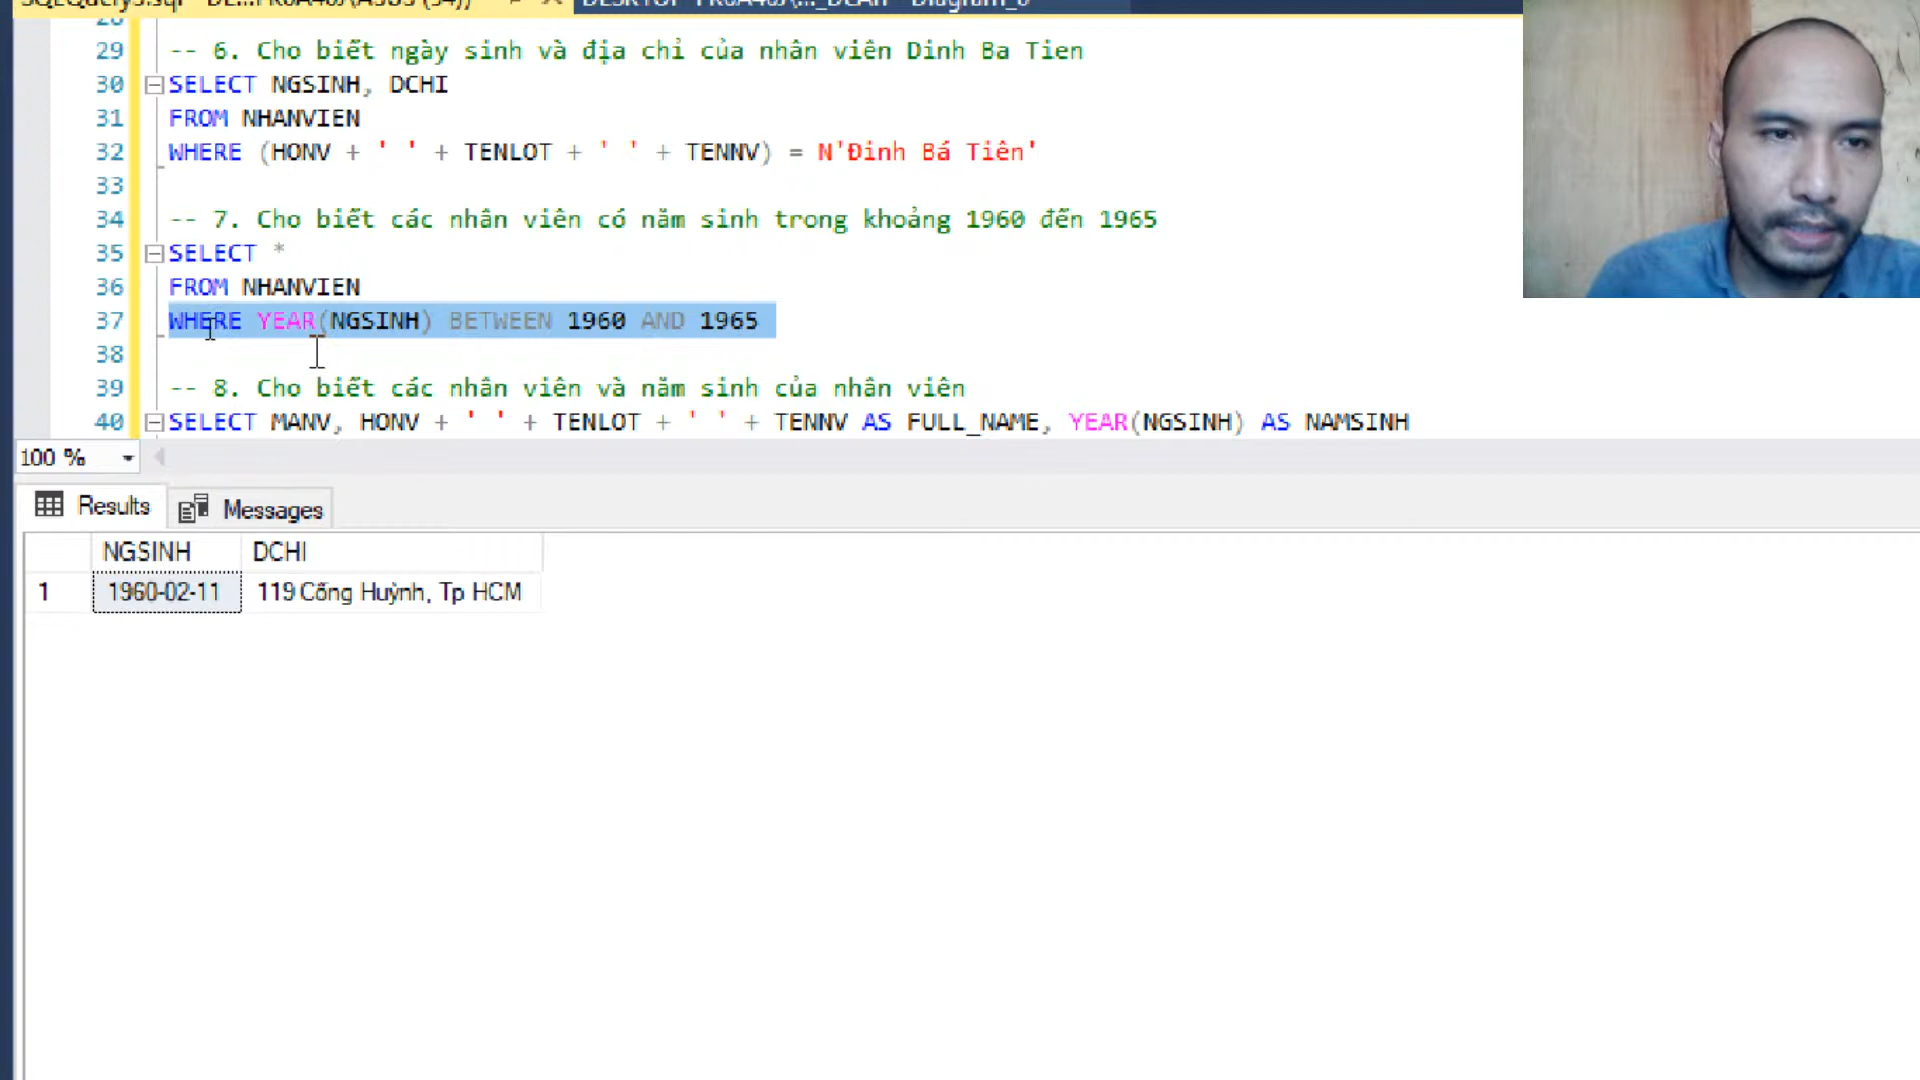 29 -- 6. Cho biết ngày sinh và địa chỉ của nhân viên Dinh Ba Tien
30 SELECT NGSINH, DCHI
31 FROM NHANVIEN
32 WHERE (HONV + ' ' + TENLOT + ' ' + TENNV) = N'Đinh Bá Tiên'
33
34 -- 7. Cho biết các nhân viên có năm sinh trong khoảng 1960 đến 1965
35 SELECT *
36 FROM NHANVIEN
37 WHERE YEAR(NGSINH) BETWEEN 1960 AND 1965
38
39 -- 8. Cho biết các nhân viên và năm sinh của nhân viên
40 SELECT MANV, HONV + ' ' + TENLOT + ' ' + TENNV AS FULL_NAME, YEAR(NGSINH) AS NAMSINH
100 %
Results Messages
NGSINH DCHI
1 1960-02-11 119 Cống Huỳnh, Tp HCM